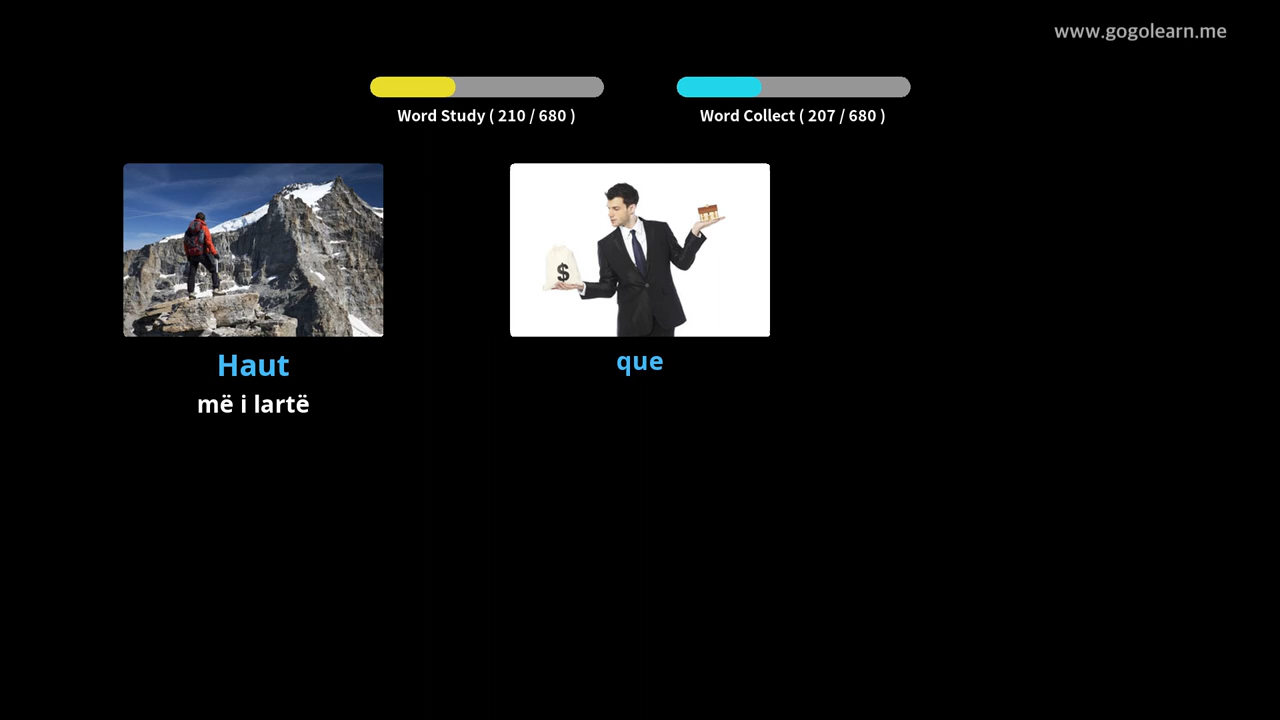 www.gogolearn.me
Word Study ( 210 / 680 )
Word Collect ( 207 / 680 )
Haut
më i lartë
que
$